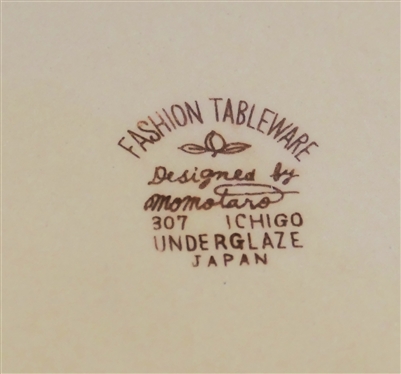 FASHION TABLEWARE
Designed by
momotaro
307 ICHIGO
UNDERGLAZE
JAPAN